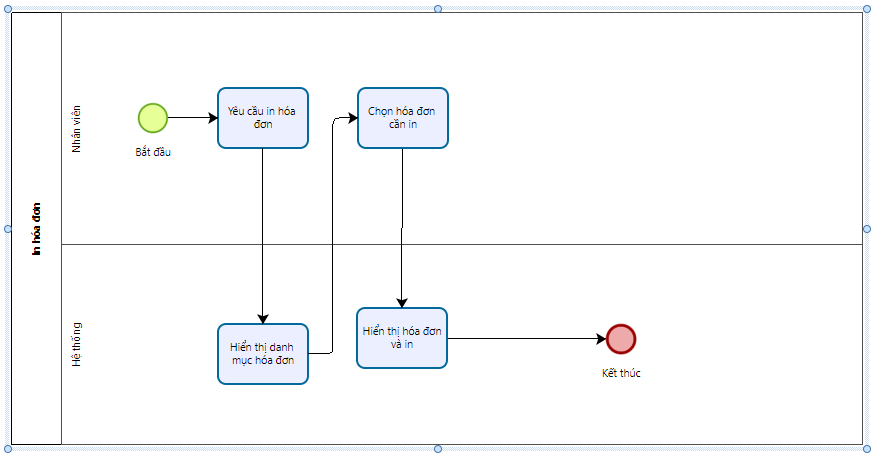 In hóa đơn
Nhân viên
Bắt đầu
Yêu cầu in hóa
đơn
Chọn hóa đơn
cần in
Hệ thống
Hiển thị danh
mục hóa đơn
Hiển thị hóa đơn
và in
Kết thúc